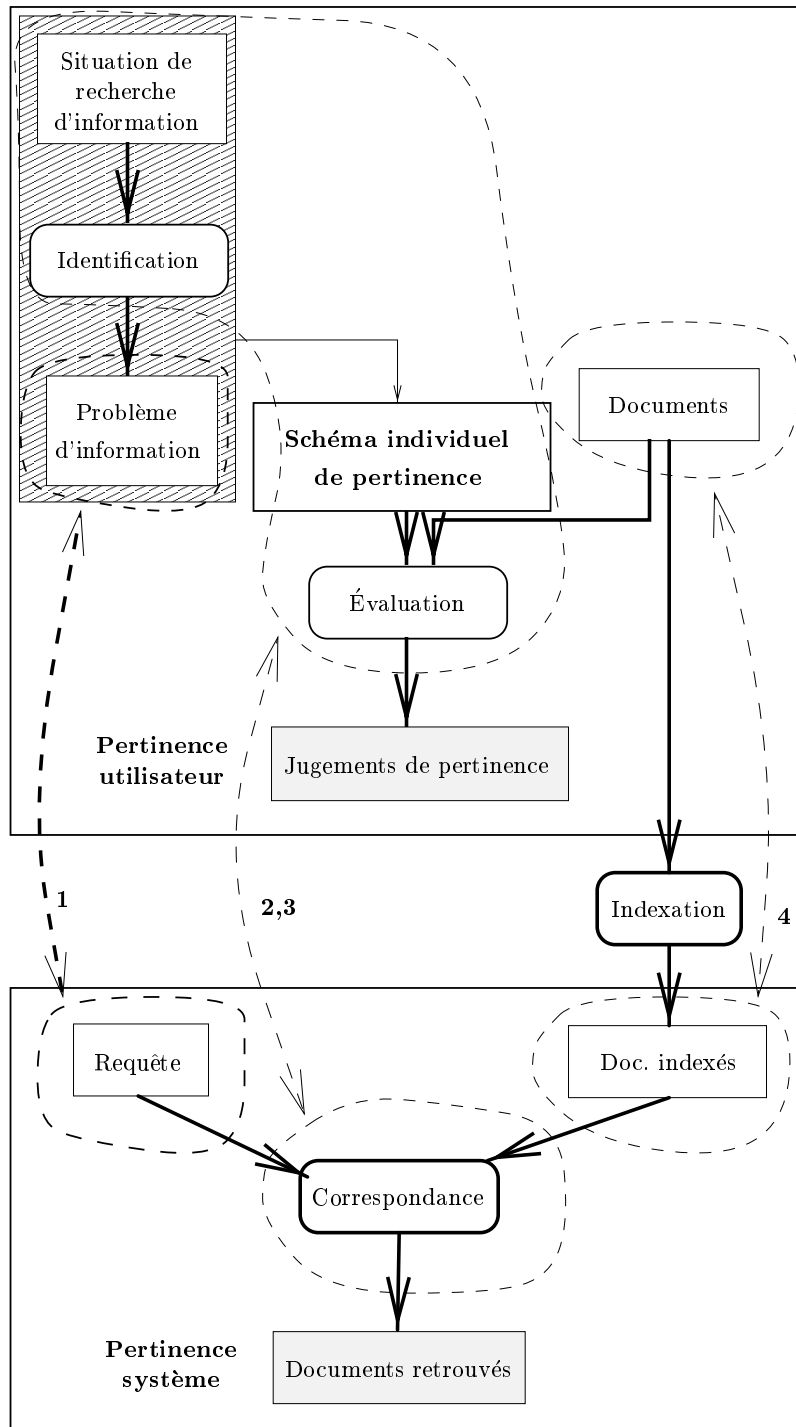 Situation de
recherche
d'information
Identification
Problème
d'information
Documents
Schéma individuel
de pertinence
Évaluation
Pertinence
utilisateur
Jugements de pertinence
1
2,3
Indexation
4
Requête
Doc. indexés
Correspondance
Pertinence
système
Documents retrouvés